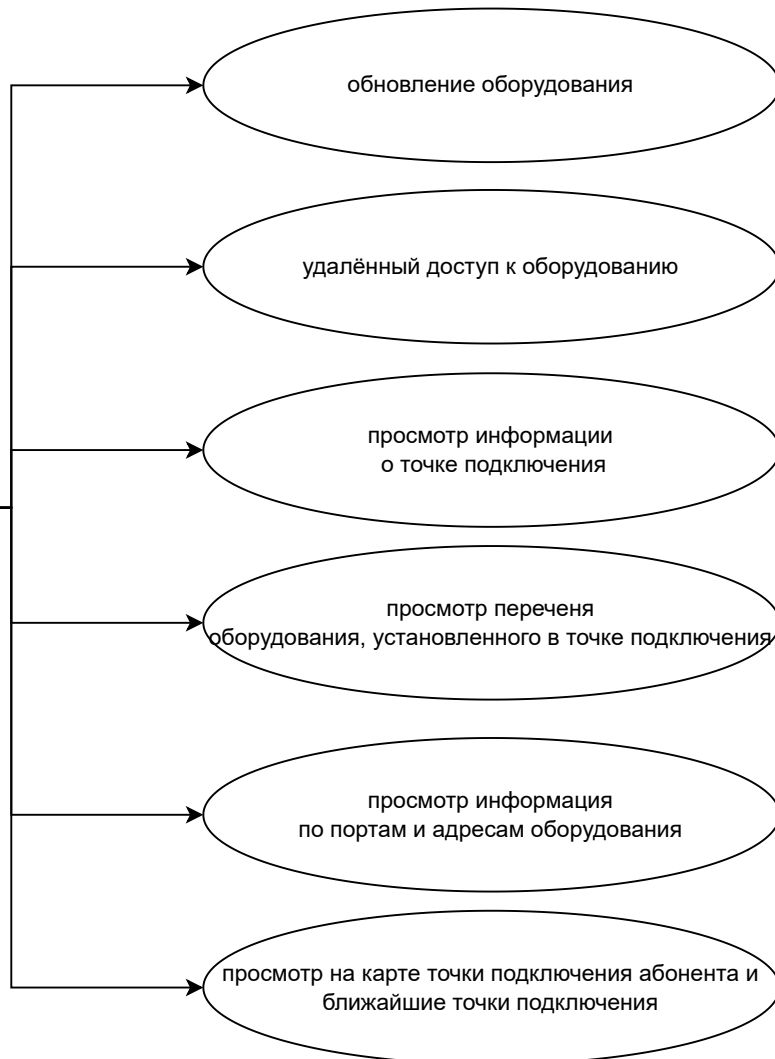 обновление оборудования
удалённый доступ к оборудованию
просмотр информации
о точке подключения
просмотр переченя
оборудования, установленного в точке подключения
просмотр информация
по портам и адресам оборудования
просмотр на карте точки подключения абонента и
ближайшие точки подключения